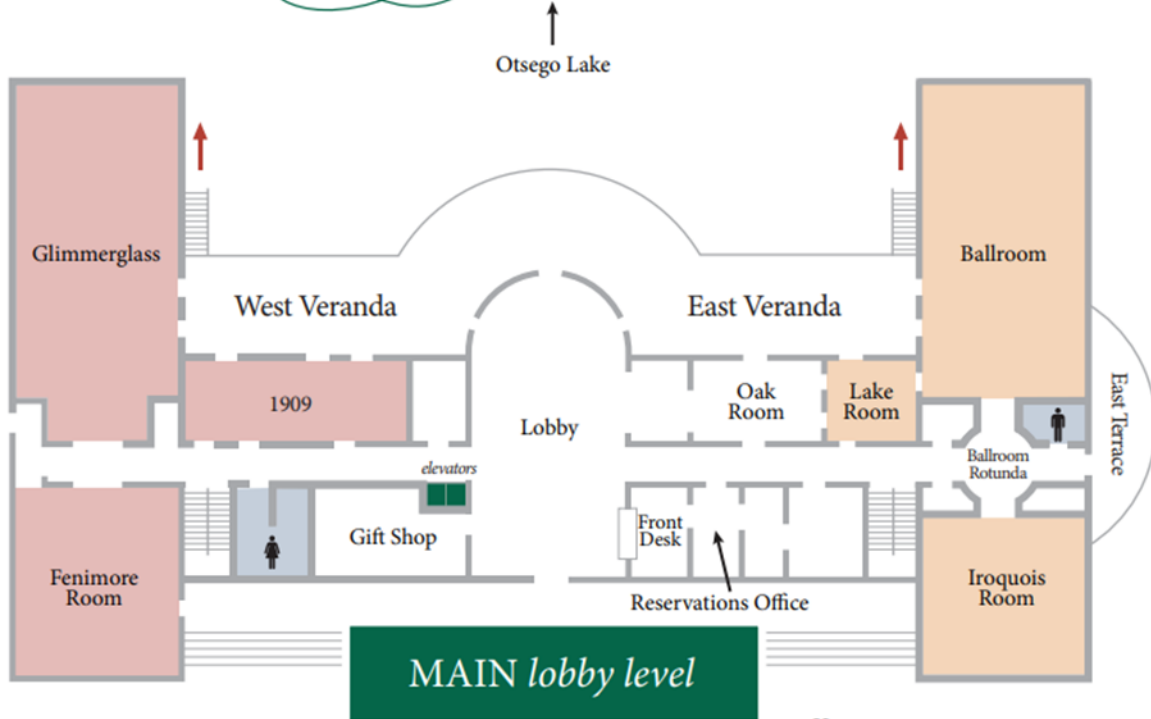 Otsego Lake
Glimmerglass
Ballroom
West Veranda
East Veranda
1909
Oak
Room
Lake
Room
East Terrace
Lobby
Ballroom
Rotunda
elevators
Gift Shop
Front
Desk
Fenimore
Room
Iroquois
Room
Reservations Office
MAIN lobby level